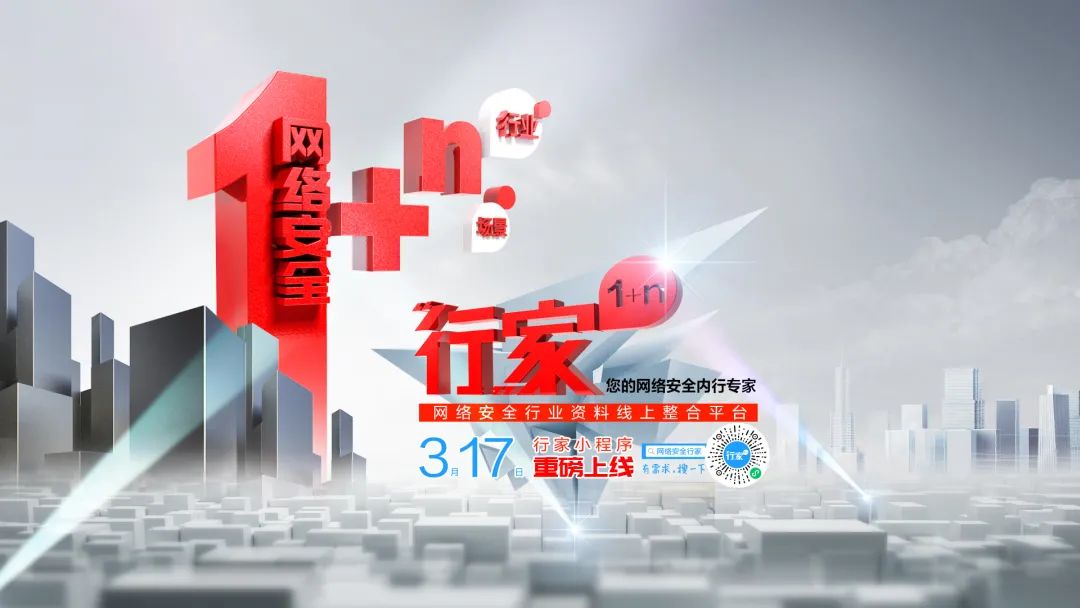 1+n
网络安全
行业
场景
行家
1+n
您的网络安全内行专家
网络安全行业资料线上整合平台
3月17日
行家小程序
重磅上线
网络安全行家
有需求,搜一下
行家